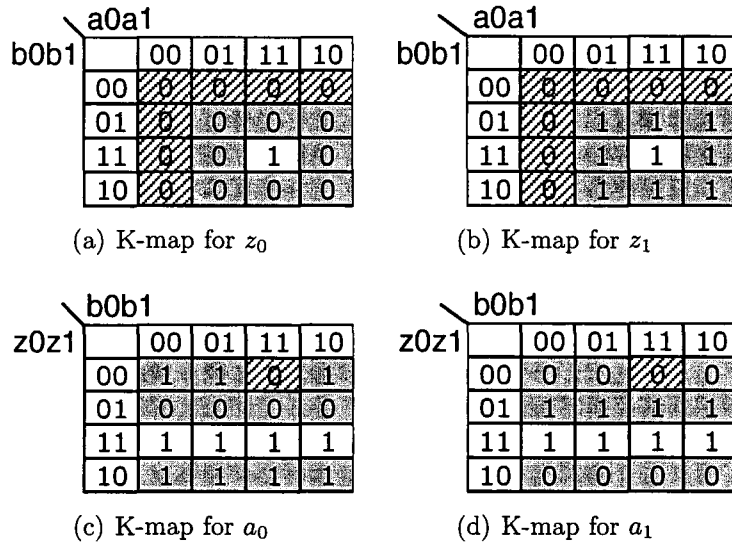 a0a1
b0b1 00 01 11 10
00 0 0 0 0
01 0 0 0 0
11 0 0 1 0
10 0 0 0 0
(a) K-map for z0
a0a1
b0b1 00 01 11 10
00 0 0 0 0
01 0 1 1 1
11 0 1 1 1
10 0 1 1 1
(b) K-map for z1
b0b1
z0z1 00 01 11 10
00 1 1 0 1
01 0 0 0 0
11 1 1 1 1
10 1 1 1 1
(c) K-map for a0
b0b1
z0z1 00 01 11 10
00 0 0 0 0
01 1 1 1 1
11 1 1 1 1
10 0 0 0 0
(d) K-map for a1